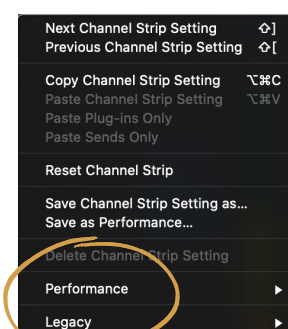 Next Channel Strip Setting ⇧]
Previous Channel Strip Setting ⇧[
Copy Channel Strip Setting ⌥⌘C
Paste Channel Strip Setting ⌥⌘V
Paste Plug-ins Only
Paste Sends Only
Reset Channel Strip
Save Channel Strip Setting as...
Save as Performance...
Delete Channel Strip Setting
Performance
Legacy